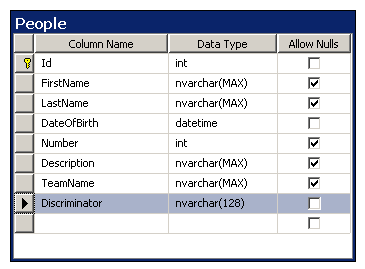 People
Column Name Data Type Allow Nulls
Id int
FirstName nvarchar(MAX)
LastName nvarchar(MAX)
DateOfBirth datetime
Number int
Description nvarchar(MAX)
TeamName nvarchar(MAX)
Discriminator nvarchar(128)